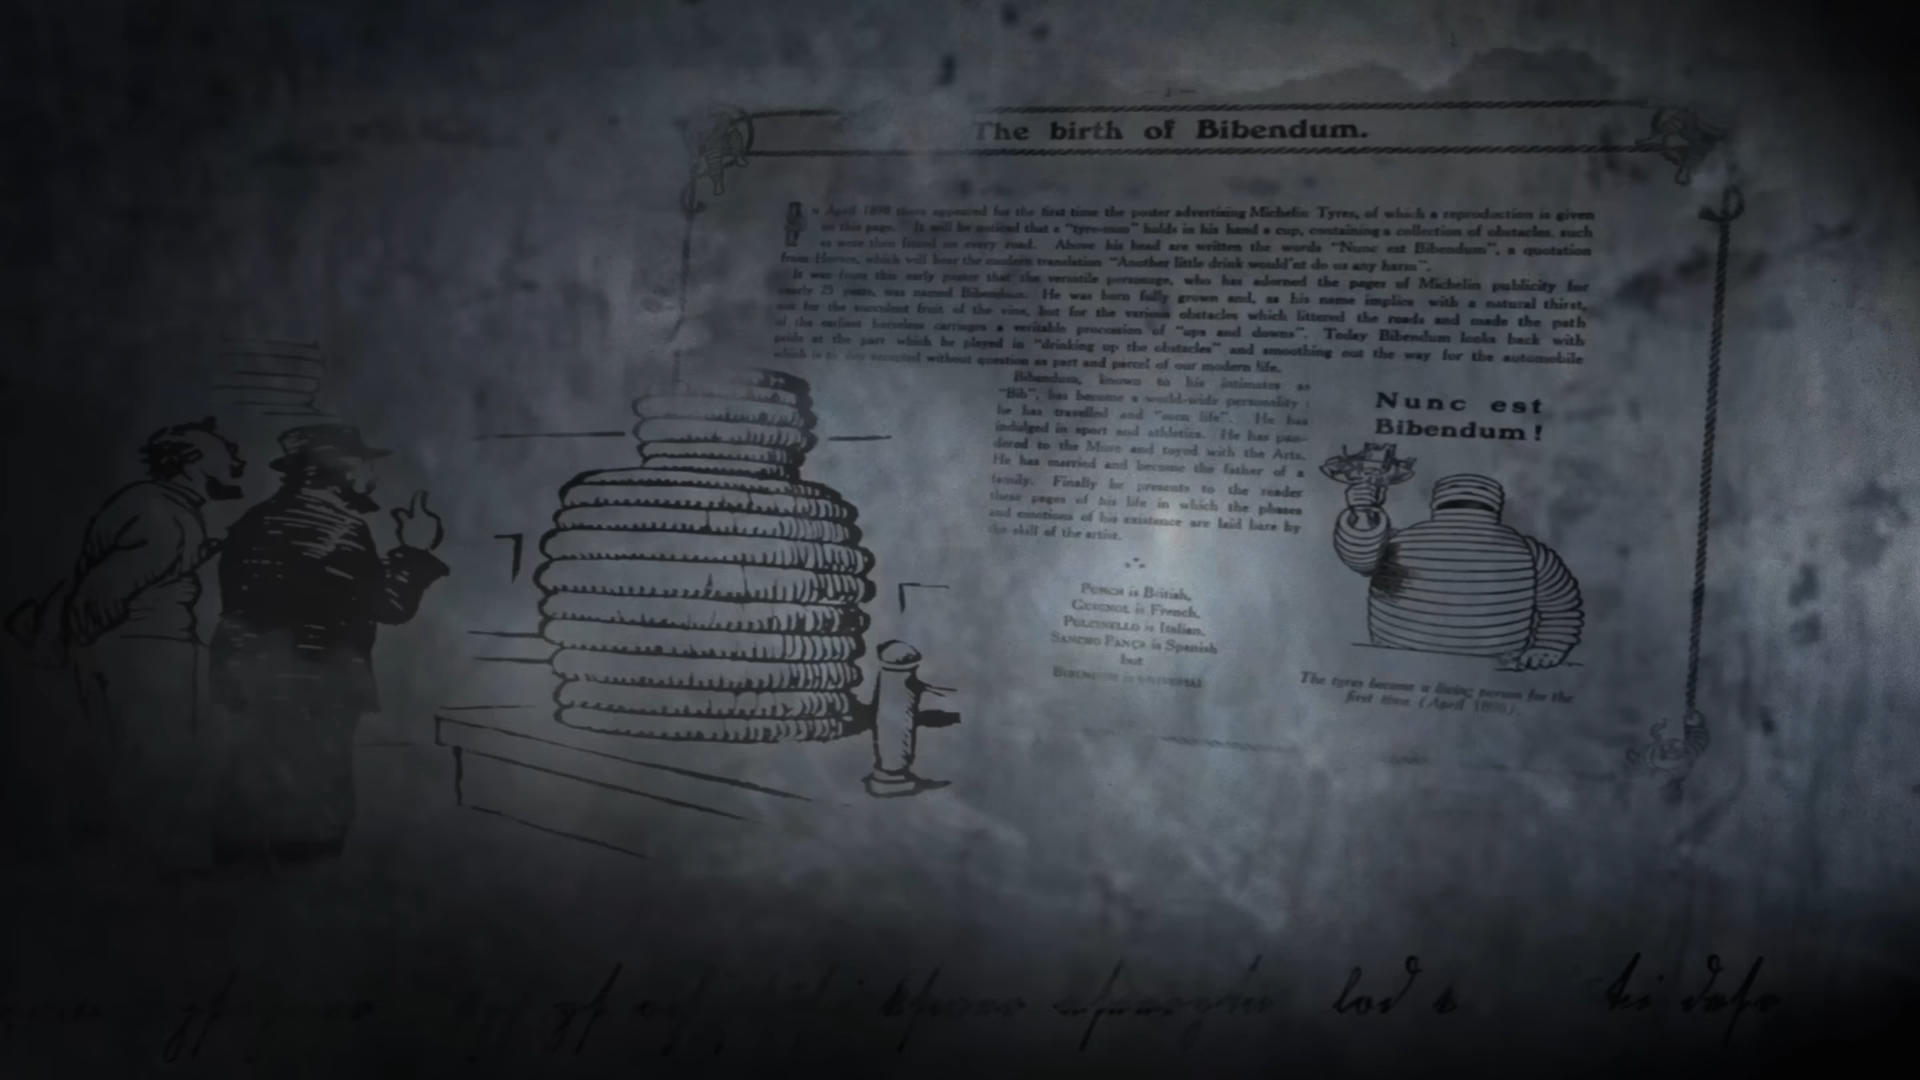 The birth of Bibendum.
In April 1898 there appeared for the first time the poster advertising Michelin Tyres, of which a reproduction is given
on this page. It will be noticed that a "tyre-man" holds in his hand a cup, containing a collection of obstacles, such
as were then found on every road. Above his head are written the words "Nunc est Bibendum", a quotation
from Horace, which will bear the modern translation "Another little drink would'nt do us any harm".
It was from this early poster that the versatile personage, who has adorned the pages of Michelin publicity for
nearly 25 years, was named Bibendum. He was born fully grown and, as his name implies with a natural thirst,
not for the succulent fruit of the vine, but for the various obstacles which littered the roads and made the path
of the earliest horseless carriages a veritable procession of "ups and downs". Today Bibendum looks back with
pride at the part which he played in "drinking up the obstacles" and smoothing out the way for the automobile
which is to day accepted without question as part and parcel of our modern life.
Bibendum, known to his intimates as
"Bib", has become a world-wide personality :
he has travelled and "seen life". He has
indulged in sport and athletics. He has pan-
dered to the Muse and toyed with the Arts.
He has married and become the father of a
family. Finally he presents to the reader
these pages of his life in which the phases
and emotions of his existence are laid bare by
the skill of the artist.
Punch is British,
Guignol is French,
Pulcinello is Italian,
Sancho Pança is Spanish
but
Bibendum is universal
Nunc est
Bibendum !
The tyres became a living person for the
first time. (April 1898).